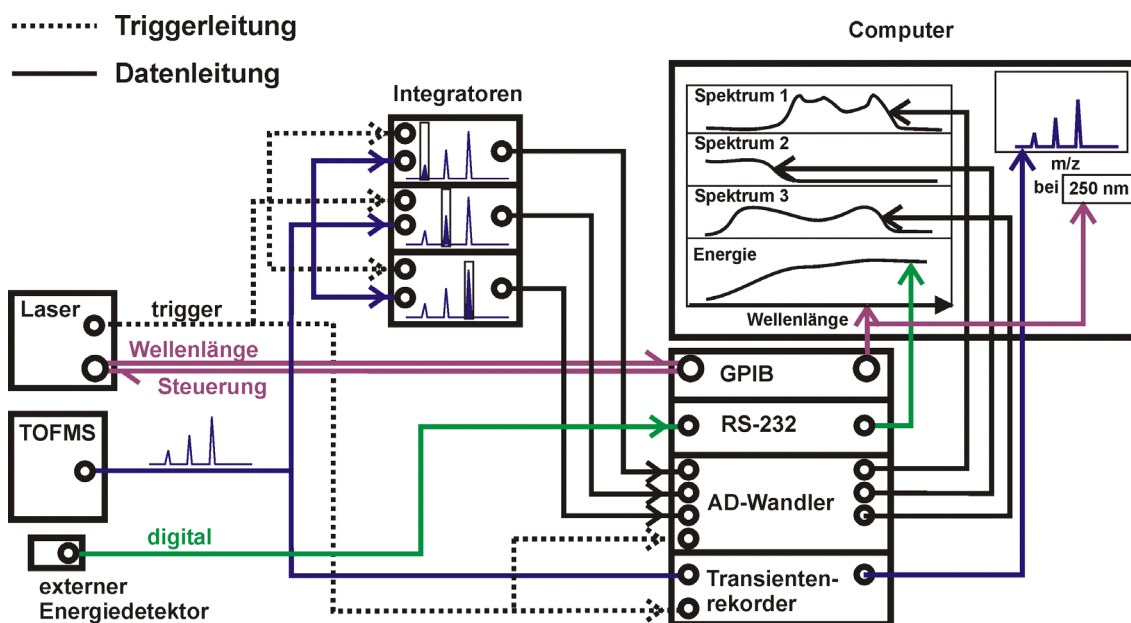 Triggerleitung
Datenleitung
Computer
Integratoren
Spektrum 1
Spektrum 2
Spektrum 3
Energie
Wellenlänge
m/z
bei 250 nm
Laser
trigger
Wellenlänge
Steuerung
TOFMS
digital
externer
Energiedetektor
GPIB
RS-232
AD-Wandler
Transienten-
rekorder